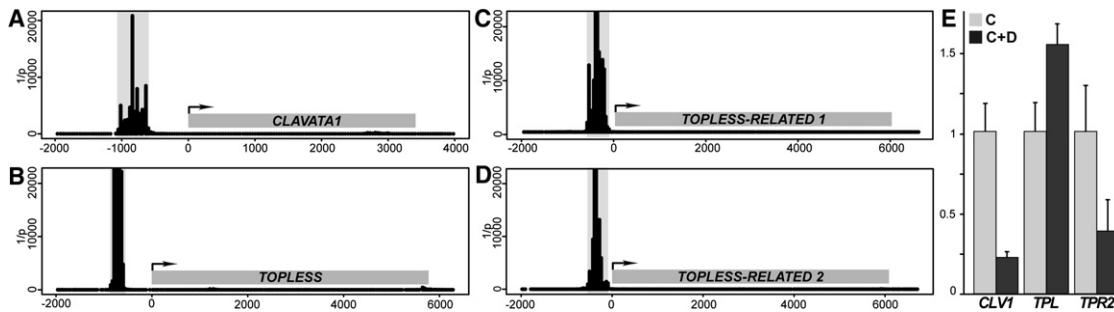 A
20000
10000
0
1/p
CLAVATA1
-2000 -1000 0 1000 2000 3000 4000
B
20000
10000
0
1/p
TOPLESS
-2000 0 2000 4000 6000
C
20000
10000
0
1/p
TOPLESS-RELATED 1
-2000 0 2000 4000 6000
D
20000
10000
0
1/p
TOPLESS-RELATED 2
-2000 0 2000 4000 6000
E
C
C+D
1.5
1
0.5
0
CLV1 TPL TPR2